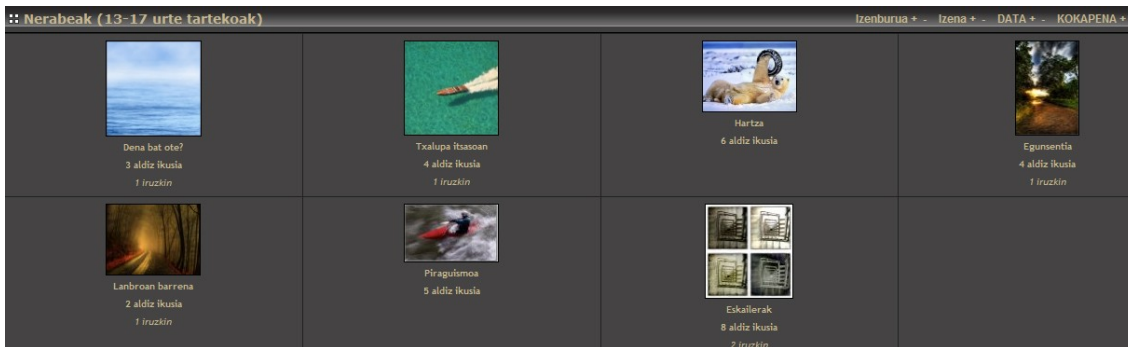 Nerabeak (13-17 urte tartekoak)
Izenburua + - Izena + - DATA + - KOKAPENA +
Dena bat ote?
3 aldiz ikusia
1 iruzkin
Txalupa itsasoan
4 aldiz ikusia
1 iruzkin
Hartza
6 aldiz ikusia
Egunsentia
4 aldiz ikusia
1 iruzkin
Lanbroan barrena
2 aldiz ikusia
1 iruzkin
Piraguismoa
5 aldiz ikusia
Eskailerak
8 aldiz ikusia
2 iruzkin